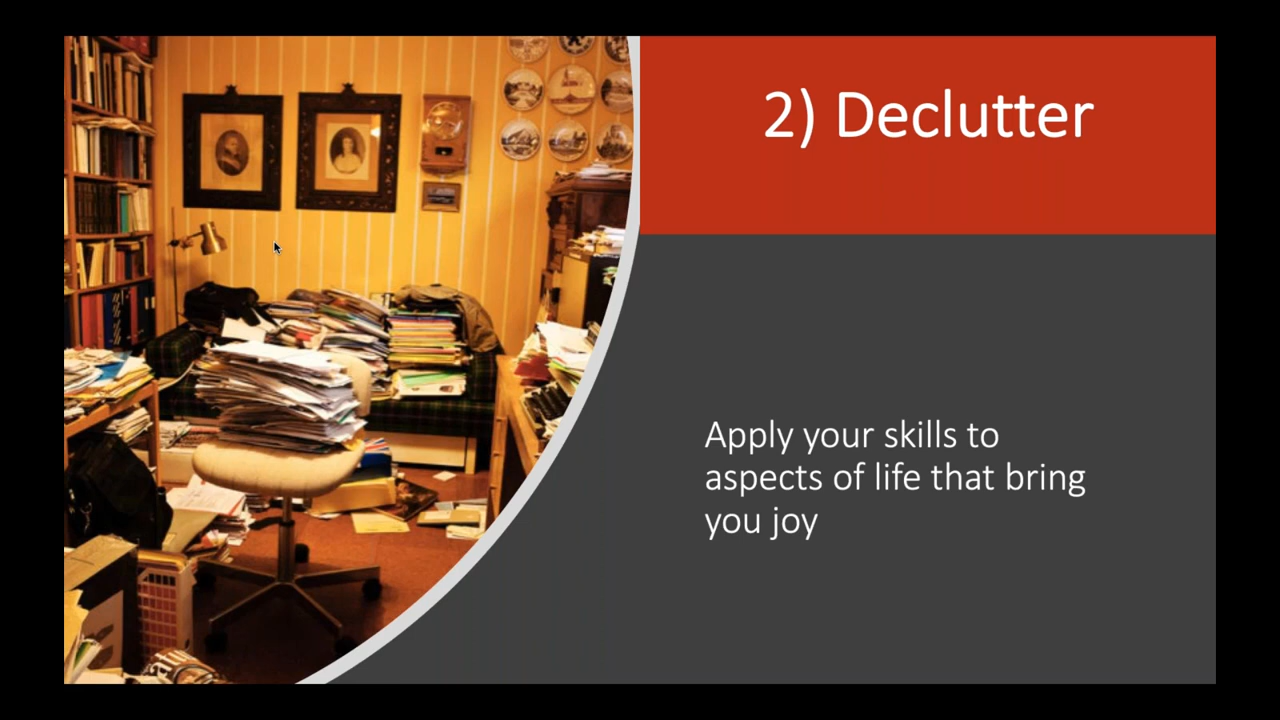 2) Declutter
Apply your skills to
aspects of life that bring
you joy